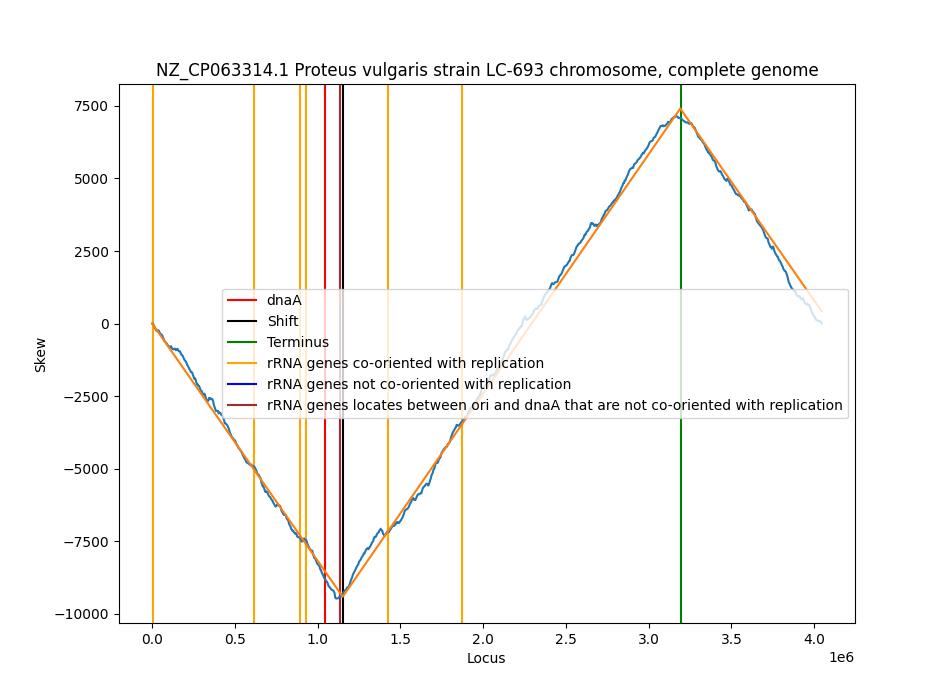 NZ_CP063314.1 Proteus vulgaris strain LC-693 chromosome, complete genome
7500
5000
2500
0
−2500
−5000
−7500
−10000
Skew
dnaA
Shift
Terminus
rRNA genes co-oriented with replication
rRNA genes not co-oriented with replication
rRNA genes locates between ori and dnaA that are not co-oriented with replication
0.0 0.5 1.0 1.5 2.0 2.5 3.0 3.5 4.0
Locus
1e6